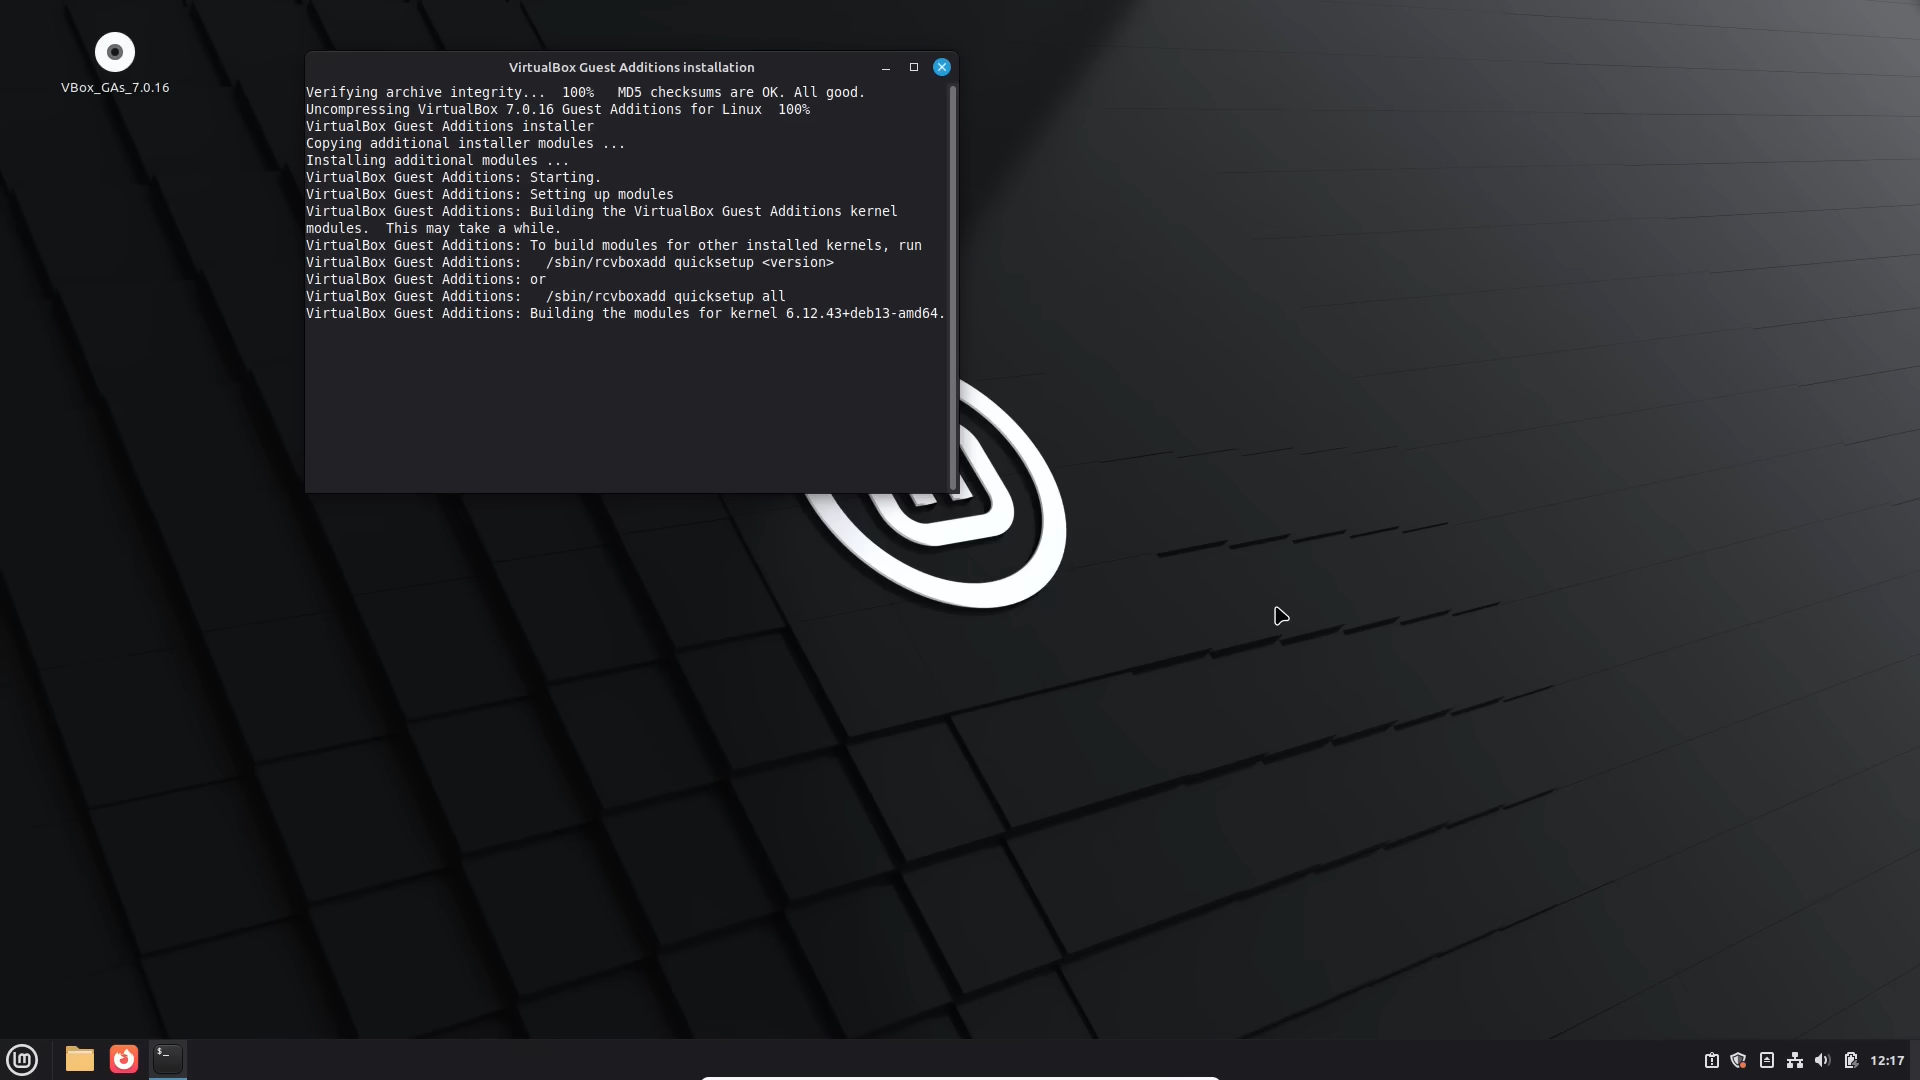 VBox_GAs_7.0.16
VirtualBox Guest Additions installation
Verifying archive integrity...  100%   MD5 checksums are OK. All good.
Uncompressing VirtualBox 7.0.16 Guest Additions for Linux  100%
VirtualBox Guest Additions installer
Copying additional installer modules ...
Installing additional modules ...
VirtualBox Guest Additions: Starting.
VirtualBox Guest Additions: Setting up modules
VirtualBox Guest Additions: Building the VirtualBox Guest Additions kernel
modules.  This may take a while.
VirtualBox Guest Additions: To build modules for other installed kernels, run
VirtualBox Guest Additions:   /sbin/rcvboxadd quicksetup <version>
VirtualBox Guest Additions: or
VirtualBox Guest Additions:   /sbin/rcvboxadd quicksetup all
VirtualBox Guest Additions: Building the modules for kernel 6.12.43+deb13-amd64.
$_
12:17